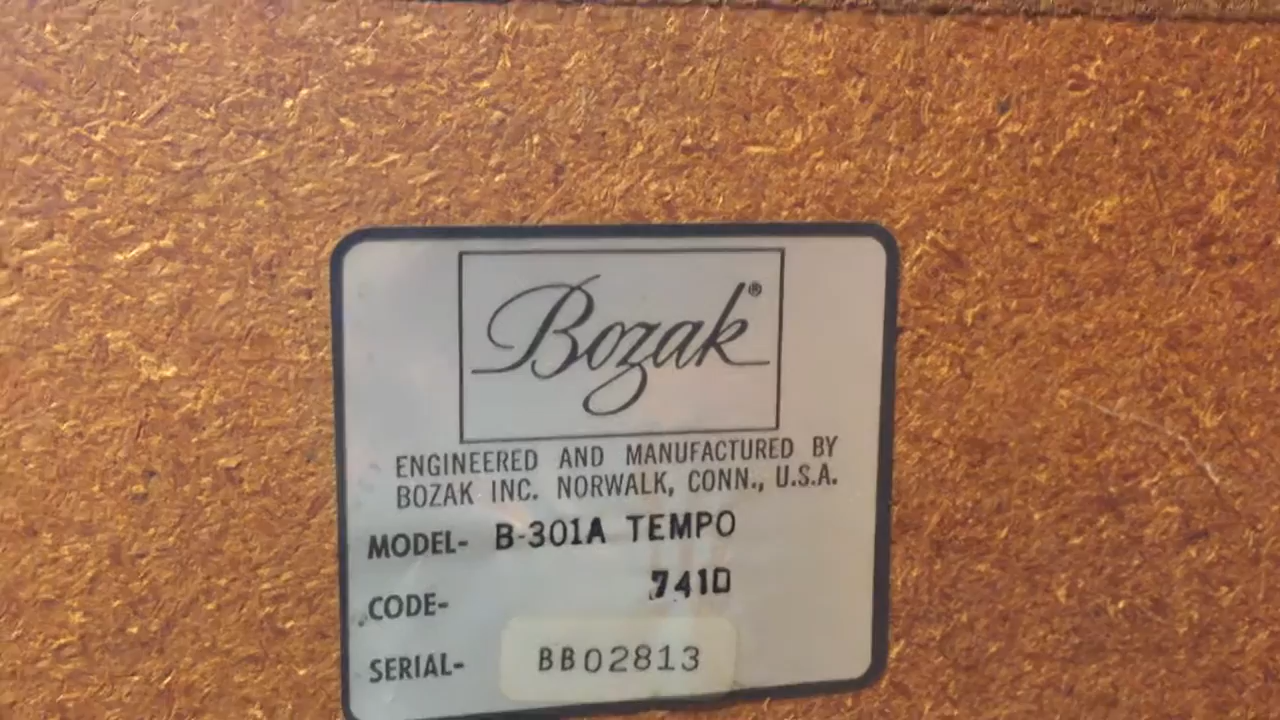 Bozak®
ENGINEERED AND MANUFACTURED BY
BOZAK INC. NORWALK, CONN., U.S.A.
MODEL- B-301A TEMPO
CODE- 7410
SERIAL- BB02813